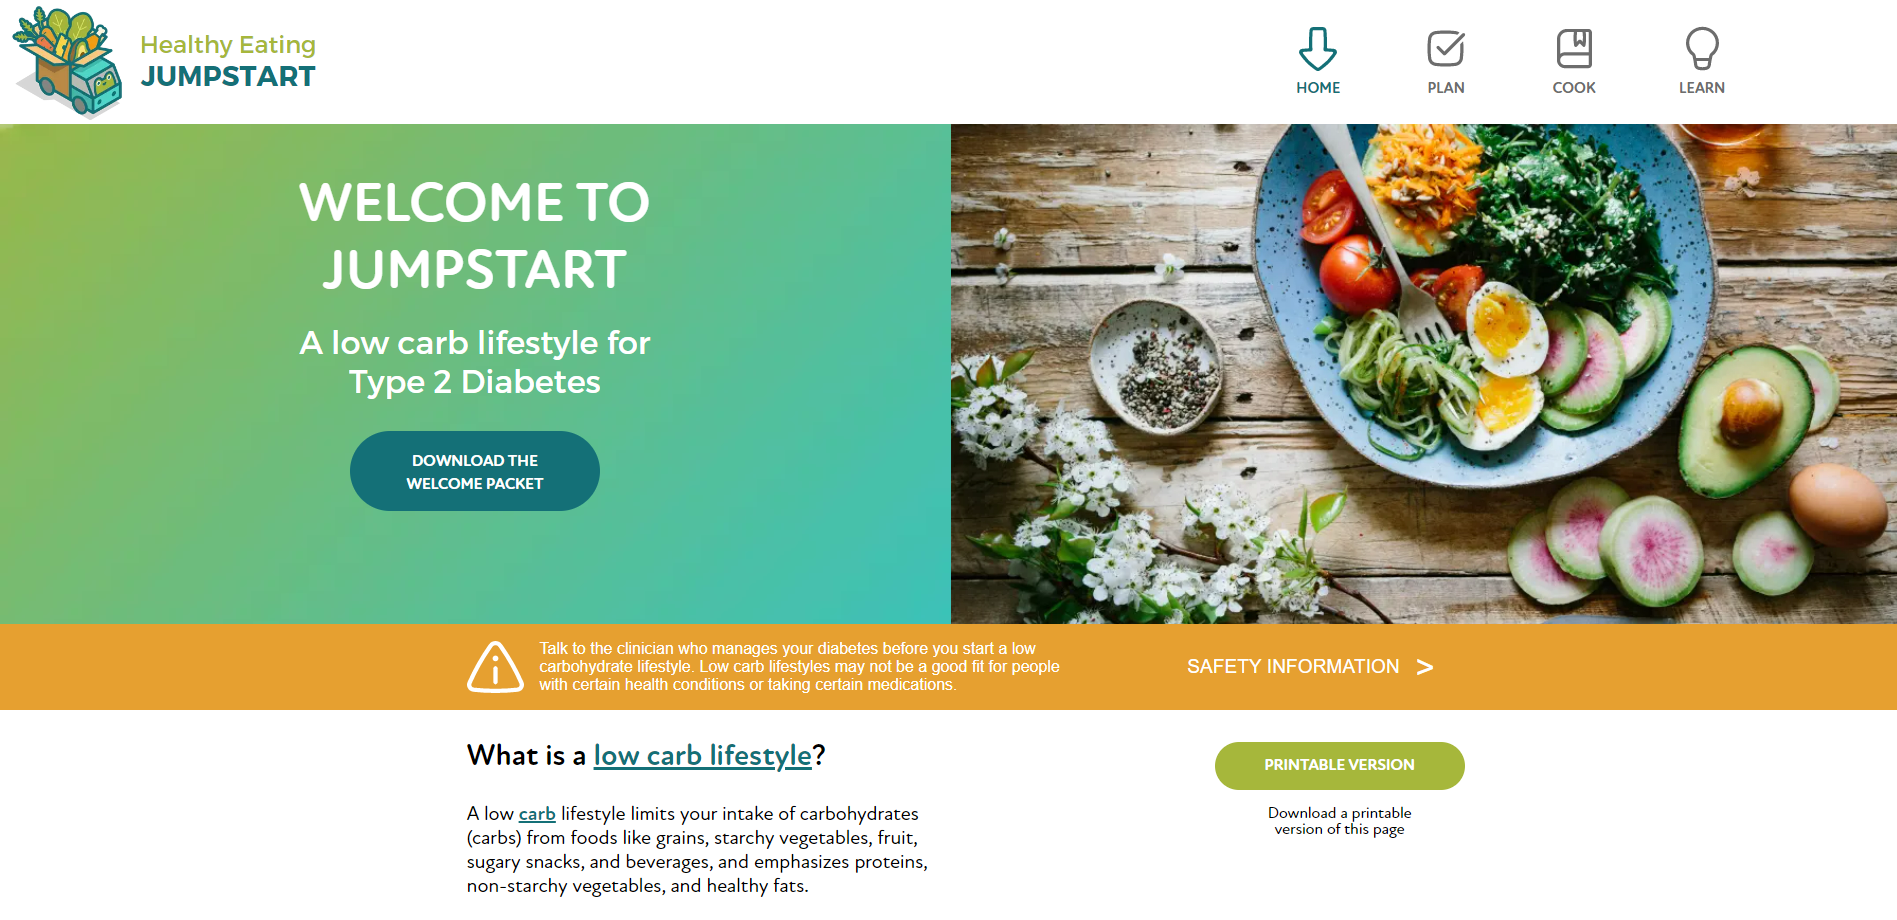 Healthy Eating
JUMPSTART
HOME
PLAN
COOK
LEARN
WELCOME TO
JUMPSTART
A low carb lifestyle for
Type 2 Diabetes
DOWNLOAD THE
WELCOME PACKET
Talk to the clinician who manages your diabetes before you start a low
carbohydrate lifestyle. Low carb lifestyles may not be a good fit for people
with certain health conditions or taking certain medications.
SAFETY INFORMATION >
What is a low carb lifestyle?
A low carb lifestyle limits your intake of carbohydrates
(carbs) from foods like grains, starchy vegetables, fruit,
sugary snacks, and beverages, and emphasizes proteins,
non-starchy vegetables, and healthy fats.
PRINTABLE VERSION
Download a printable
version of this page